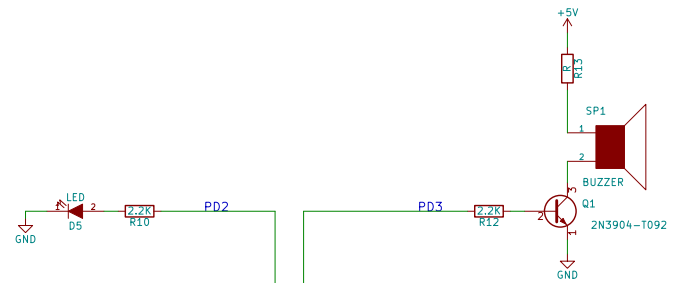 +5V
R
R13
SP1
1
2
BUZZER
LED
1
2
D5
GND
2.2K
R10
PD2
PD3
2.2K
R12
2
3
Q1
1
2N3904-TO92
GND